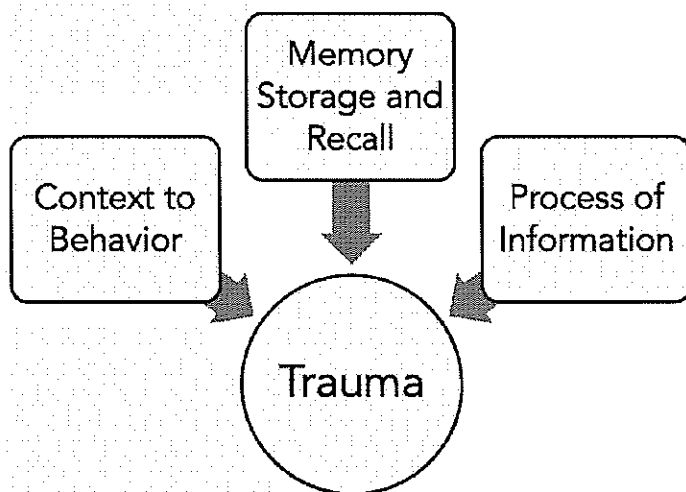 Memory
Storage and
Recall
Context to
Behavior
Process of
Information
Trauma